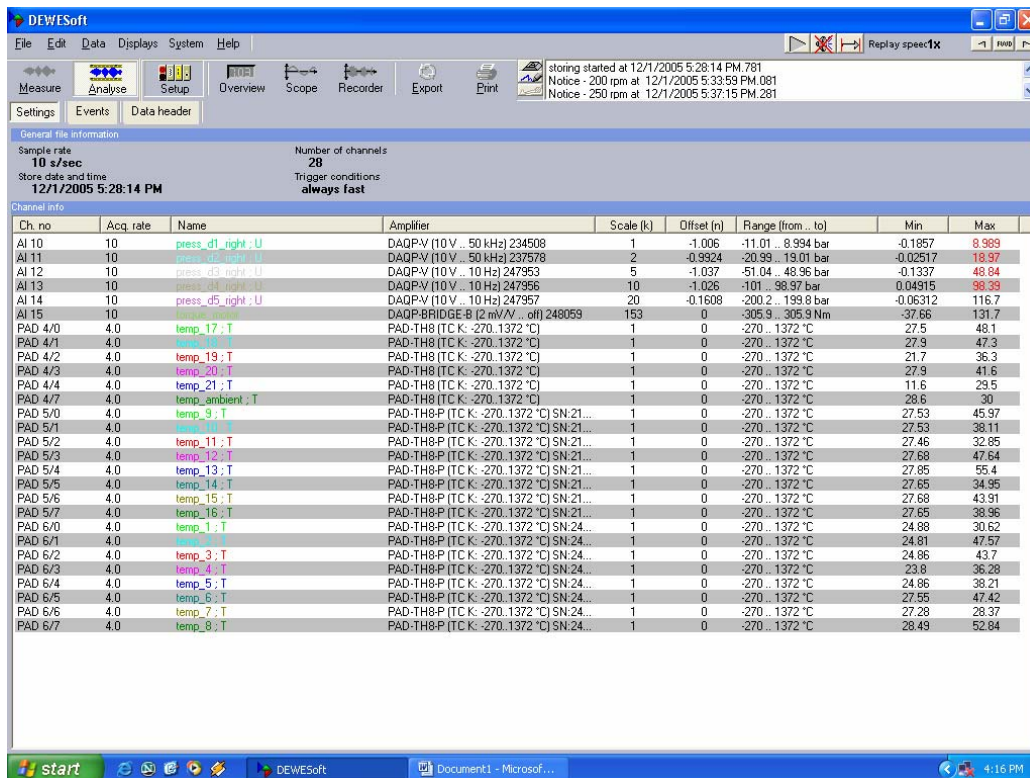 DEWESoft
File Edit Data Displays System Help Replay speed 1x FWD
Measure Analyse Setup Overview Scope Recorder Export Print
storing started at 12/1/2005 5:28:14 PM.781
Notice - 200 rpm at 12/1/2005 5:33:59 PM.081
Notice - 250 rpm at 12/1/2005 5:37:15 PM.281
Settings Events Data header
General file information
Sample rate Number of channels
10 s/sec 28
Store date and time Trigger conditions
12/1/2005 5:28:14 PM always fast
Channel info
Ch. no Acq. rate Name Amplifier Scale (k) Offset (n) Range (from .. to) Min Max
AI 10 10 press_d1_right ; U DAQP-V (10 V .. 50 kHz) 234508 1 -1.006 -11.01 .. 8.994 bar -0.1857 8.989
AI 11 10 press_d2_right ; U DAQP-V (10 V .. 50 kHz) 237578 2 -0.9924 -20.99 .. 19.01 bar -0.02517 18.97
AI 12 10 press_d3_right ; U DAQP-V (10 V .. 10 Hz) 247953 5 -1.037 -51.04 .. 48.96 bar -0.1337 48.84
AI 13 10 press_d4_right ; U DAQP-V (10 V .. 10 Hz) 247956 10 -1.026 -101 .. 98.97 bar 0.04915 98.39
AI 14 10 press_d5_right ; U DAQP-V (10 V .. 10 Hz) 247957 20 -0.1608 -200.2 .. 199.8 bar -0.06312 116.7
AI 15 10 DAQP-BRIDGE-B (2 mV/V .. off) 248059 153 0 -305.9 .. 305.9 Nm -37.66 131.7
PAD 4/0 4.0 temp_17 ; T PAD-TH8 (TC K: -270..1372 °C) 1 0 -270 .. 1372 °C 27.5 48.1
PAD 4/1 4.0 temp_18 ; T PAD-TH8 (TC K: -270..1372 °C) 1 0 -270 .. 1372 °C 27.9 47.3
PAD 4/2 4.0 temp_19 ; T PAD-TH8 (TC K: -270..1372 °C) 1 0 -270 .. 1372 °C 21.7 36.3
PAD 4/3 4.0 temp_20 ; T PAD-TH8 (TC K: -270..1372 °C) 1 0 -270 .. 1372 °C 27.9 41.6
PAD 4/4 4.0 temp_21 ; T PAD-TH8 (TC K: -270..1372 °C) 1 0 -270 .. 1372 °C 11.6 29.5
PAD 4/7 4.0 temp_ambient ; T PAD-TH8 (TC K: -270..1372 °C) 1 0 -270 .. 1372 °C 28.6 30
PAD 5/0 4.0 temp_9 ; T PAD-TH8-P (TC K: -270..1372 °C) SN:21... 1 0 -270 .. 1372 °C 27.53 45.97
PAD 5/1 4.0 temp_10 ; T PAD-TH8-P (TC K: -270..1372 °C) SN:21... 1 0 -270 .. 1372 °C 27.53 38.11
PAD 5/2 4.0 temp_11 ; T PAD-TH8-P (TC K: -270..1372 °C) SN:21... 1 0 -270 .. 1372 °C 27.46 32.85
PAD 5/3 4.0 temp_12 ; T PAD-TH8-P (TC K: -270..1372 °C) SN:21... 1 0 -270 .. 1372 °C 27.68 47.64
PAD 5/4 4.0 temp_13 ; T PAD-TH8-P (TC K: -270..1372 °C) SN:21... 1 0 -270 .. 1372 °C 27.85 55.4
PAD 5/5 4.0 temp_14 ; T PAD-TH8-P (TC K: -270..1372 °C) SN:21... 1 0 -270 .. 1372 °C 27.65 34.95
PAD 5/6 4.0 temp_15 ; T PAD-TH8-P (TC K: -270..1372 °C) SN:21... 1 0 -270 .. 1372 °C 27.68 43.91
PAD 5/7 4.0 temp_16 ; T PAD-TH8-P (TC K: -270..1372 °C) SN:21... 1 0 -270 .. 1372 °C 27.65 38.96
PAD 6/0 4.0 temp_1 ; T PAD-TH8-P (TC K: -270..1372 °C) SN:24... 1 0 -270 .. 1372 °C 24.88 30.62
PAD 6/1 4.0 temp_2 ; T PAD-TH8-P (TC K: -270..1372 °C) SN:24... 1 0 -270 .. 1372 °C 24.81 47.57
PAD 6/2 4.0 temp_3 ; T PAD-TH8-P (TC K: -270..1372 °C) SN:24... 1 0 -270 .. 1372 °C 24.86 43.7
PAD 6/3 4.0 temp_4 ; T PAD-TH8-P (TC K: -270..1372 °C) SN:24... 1 0 -270 .. 1372 °C 23.8 36.28
PAD 6/4 4.0 temp_5 ; T PAD-TH8-P (TC K: -270..1372 °C) SN:24... 1 0 -270 .. 1372 °C 24.86 38.21
PAD 6/5 4.0 temp_6 ; T PAD-TH8-P (TC K: -270..1372 °C) SN:24... 1 0 -270 .. 1372 °C 27.55 47.42
PAD 6/6 4.0 temp_7 ; T PAD-TH8-P (TC K: -270..1372 °C) SN:24... 1 0 -270 .. 1372 °C 27.28 28.37
PAD 6/7 4.0 temp_8 ; T PAD-TH8-P (TC K: -270..1372 °C) SN:24... 1 0 -270 .. 1372 °C 28.49 52.84
start DEWESoft Document1 - Microsof... 4:16 PM